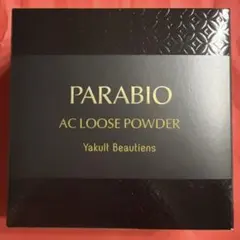 PARABIO
AC LOOSE POWDER
Yakult Beautiens